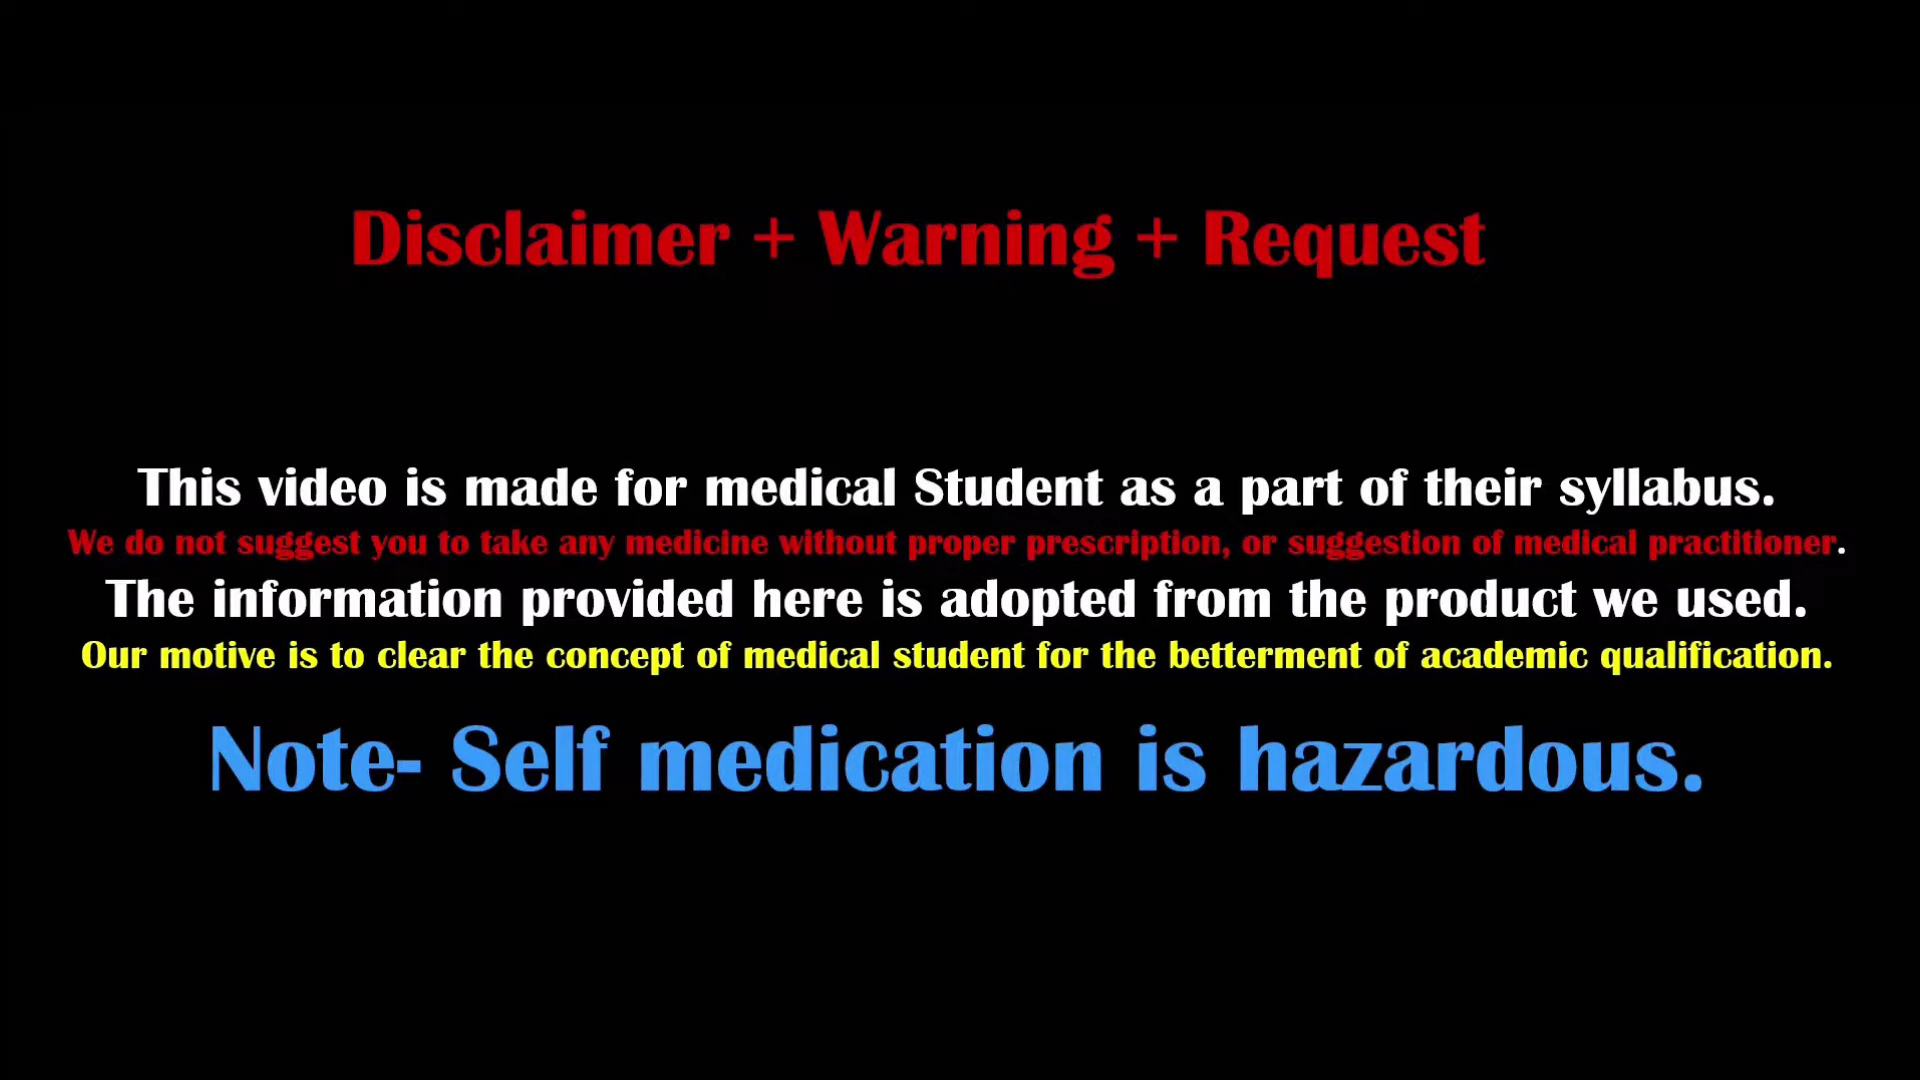 Disclaimer + Warning + Request
This video is made for medical Student as a part of their syllabus.
We do not suggest you to take any medicine without proper prescription, or suggestion of medical practitioner.
The information provided here is adopted from the product we used.
Our motive is to clear the concept of medical student for the betterment of academic qualification.
Note- Self medication is hazardous.